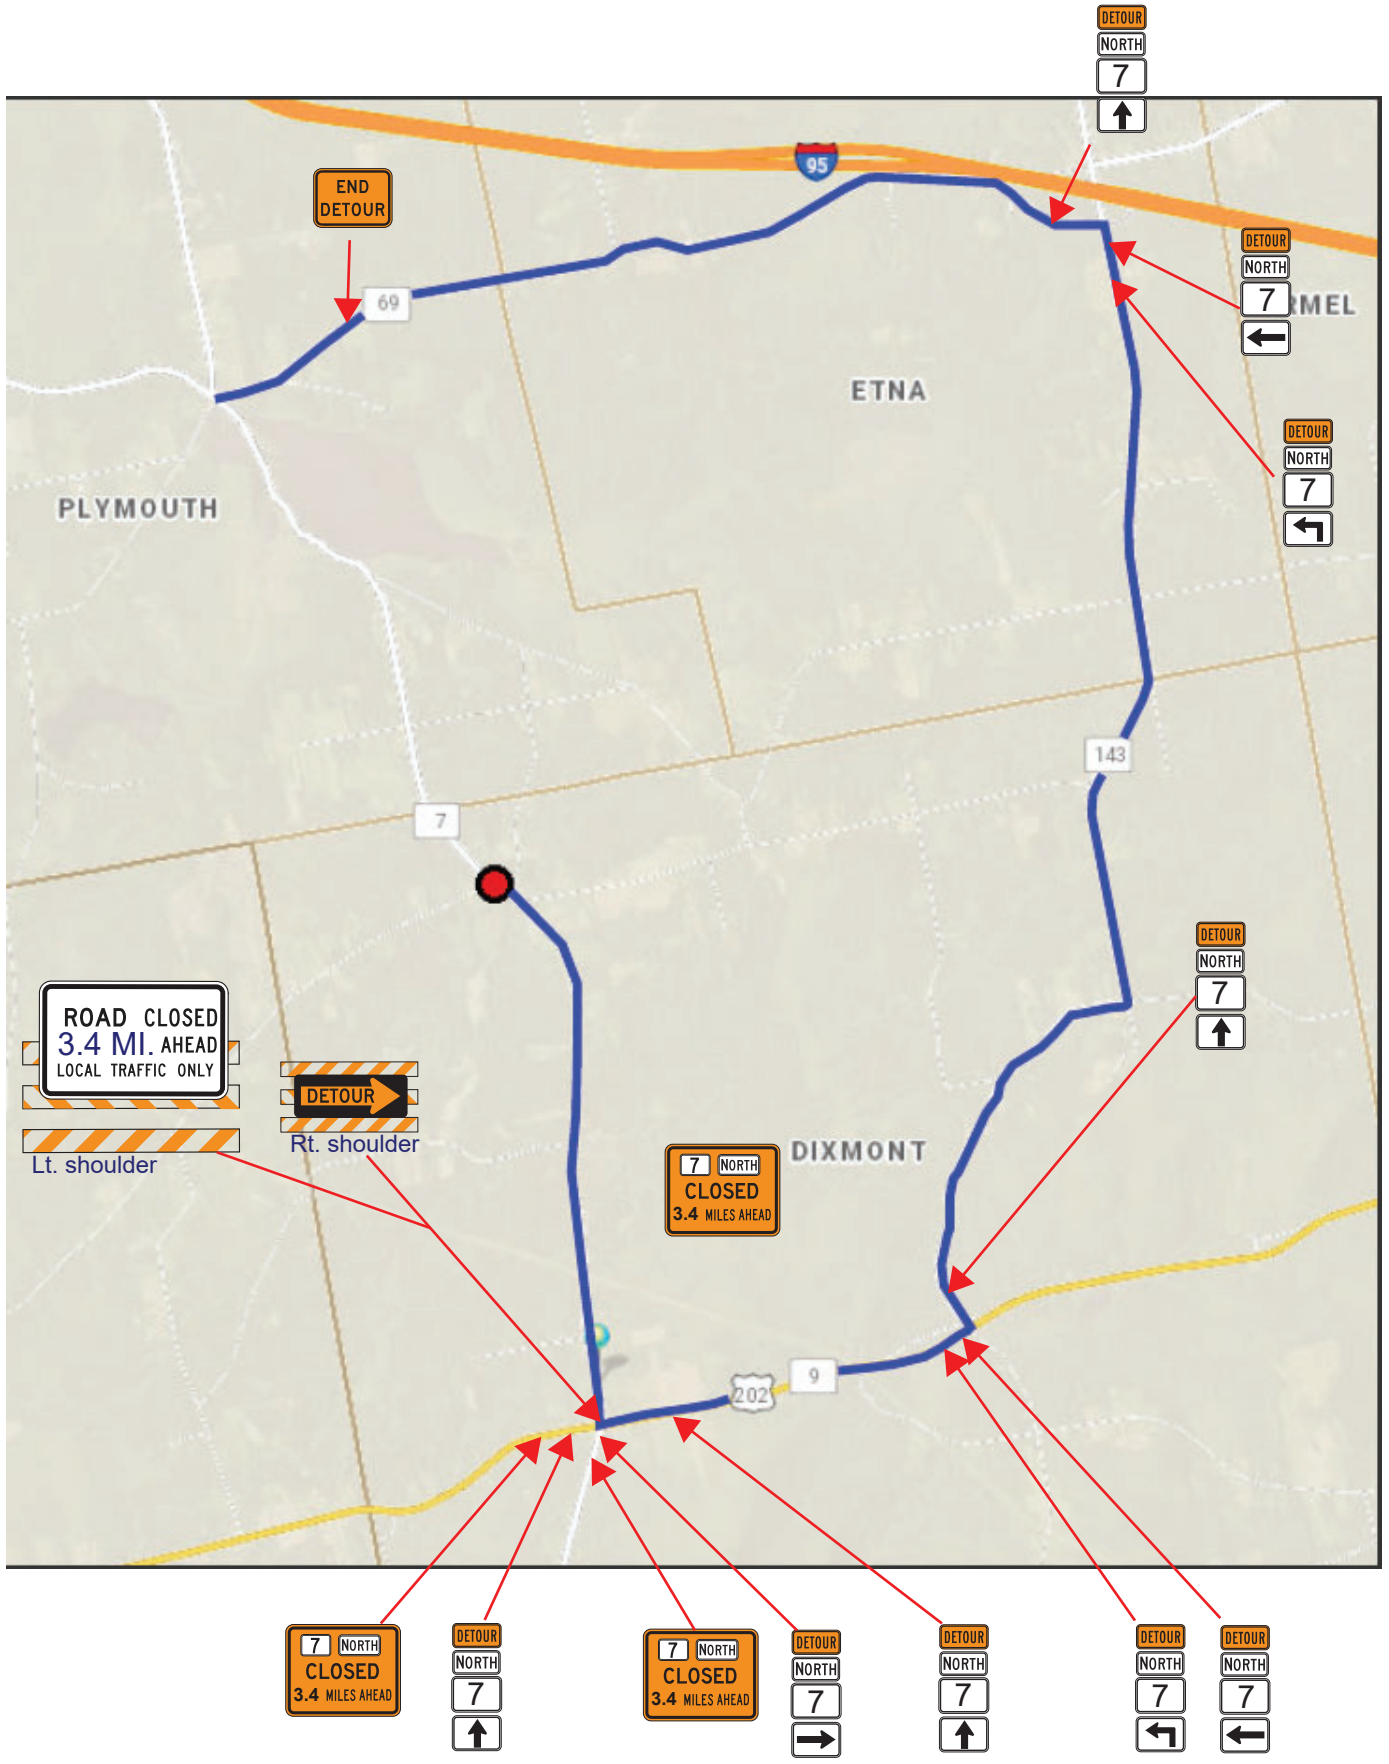 DETOUR
NORTH
7
95
END
DETOUR
DETOUR
NORTH
7
RMEL
69
ETNA
DETOUR
NORTH
7
PLYMOUTH
143
7
DETOUR
NORTH
7
ROAD CLOSED
3.4 MI. AHEAD
LOCAL TRAFFIC ONLY
Lt. shoulder
DETOUR
Rt. shoulder
7 NORTH
CLOSED
3.4 MILES AHEAD
DIXMONT
202
9
7 NORTH
CLOSED
3.4 MILES AHEAD
DETOUR
NORTH
7
7 NORTH
CLOSED
3.4 MILES AHEAD
DETOUR
NORTH
7
DETOUR
NORTH
7
DETOUR
NORTH
7
DETOUR
NORTH
7